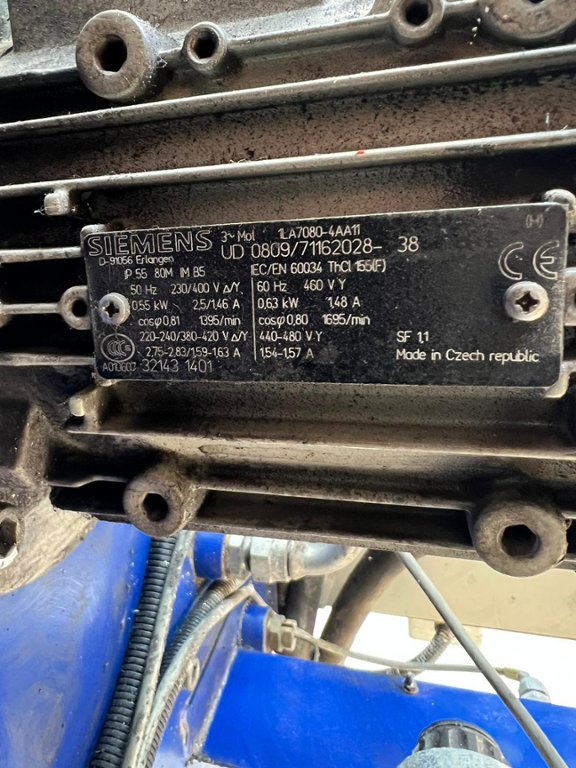 SIEMENS 3~ Mot. 1LA7080-4AA11
D-91056 Erlangen UD 0809/71162028- 38
IP 55 80M IM B5 IEC/EN 60034 Th.Cl. 155(F)
50 Hz 230/400 V Δ/Y 60 Hz 460 V Y
0,55 kW 2,5/1,46 A 0,63 kW 1,48 A
cosφ 0,81 1395/min cosφ 0,80 1695/min
220-240/380-420 V Δ/Y 440-480 V Y SF 1,1
2,75-2,83/1,59-1,63 A 1,54-1,57 A Made in Czech republic
CCC
A010607 32143 1401
(H)
CE